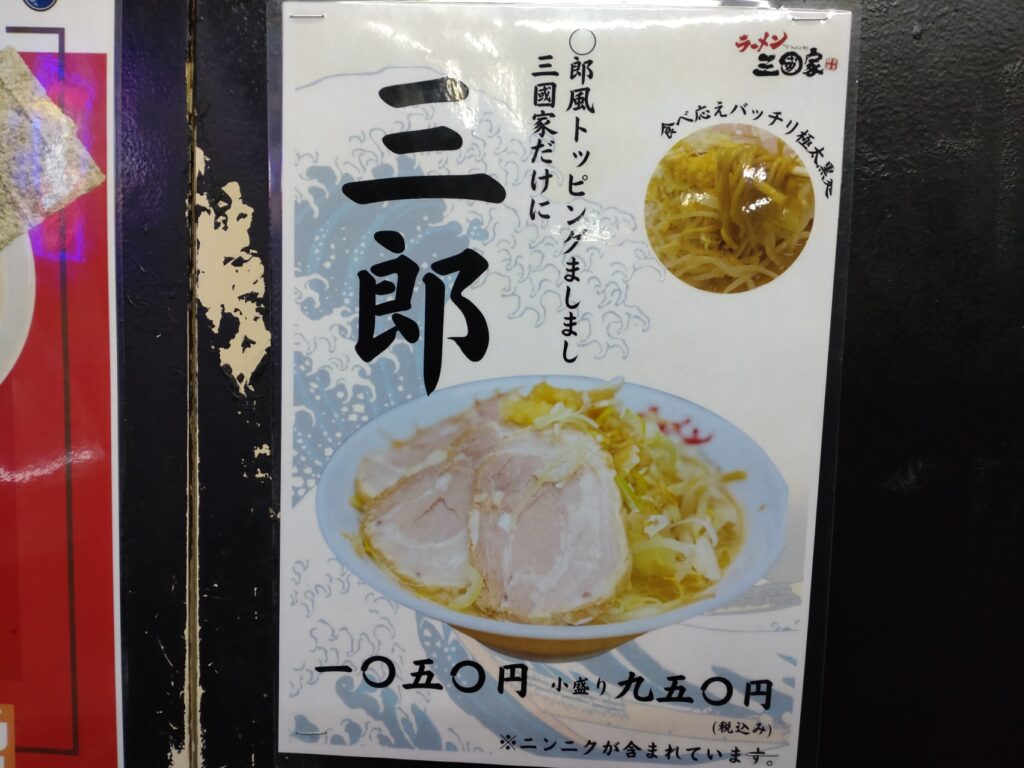 ラーメン
三國家
〇郎風トッピングましまし
三國家だけに
三郎
食べ応えバッチリ極太黒丸
一〇五〇円 小盛り 九五〇円
(税込み)
※ニンニクが含まれています。